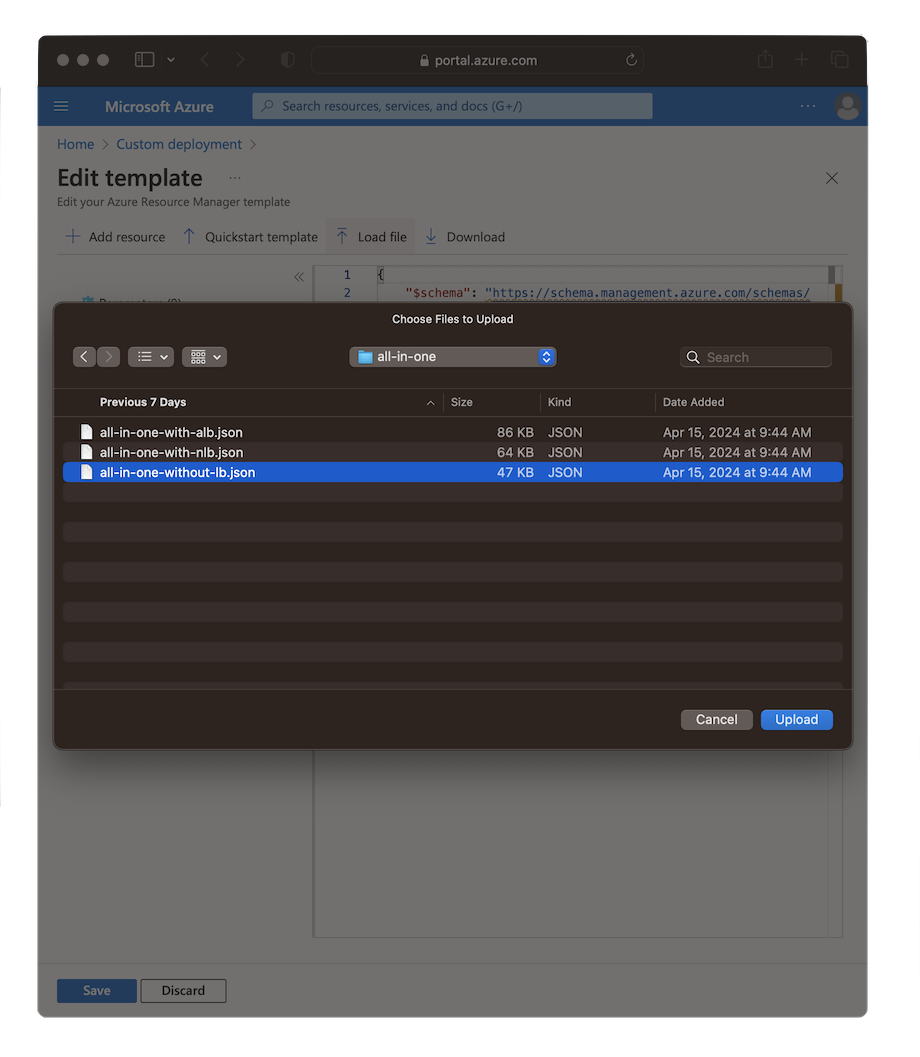 portal.azure.com
Microsoft Azure
Search resources, services, and docs (G+/)
Home > Custom deployment >
Edit template ...
Edit your Azure Resource Manager template
Add resource Quickstart template Load file Download
1 {
2 "$schema": "https://schema.management.azure.com/schemas/
Choose Files to Upload
all-in-one
Search
Previous 7 Days Size Kind Date Added
all-in-one-with-alb.json 86 KB JSON Apr 15, 2024 at 9:44 AM
all-in-one-with-nlb.json 64 KB JSON Apr 15, 2024 at 9:44 AM
all-in-one-without-lb.json 47 KB JSON Apr 15, 2024 at 9:44 AM
Cancel Upload
Save Discard